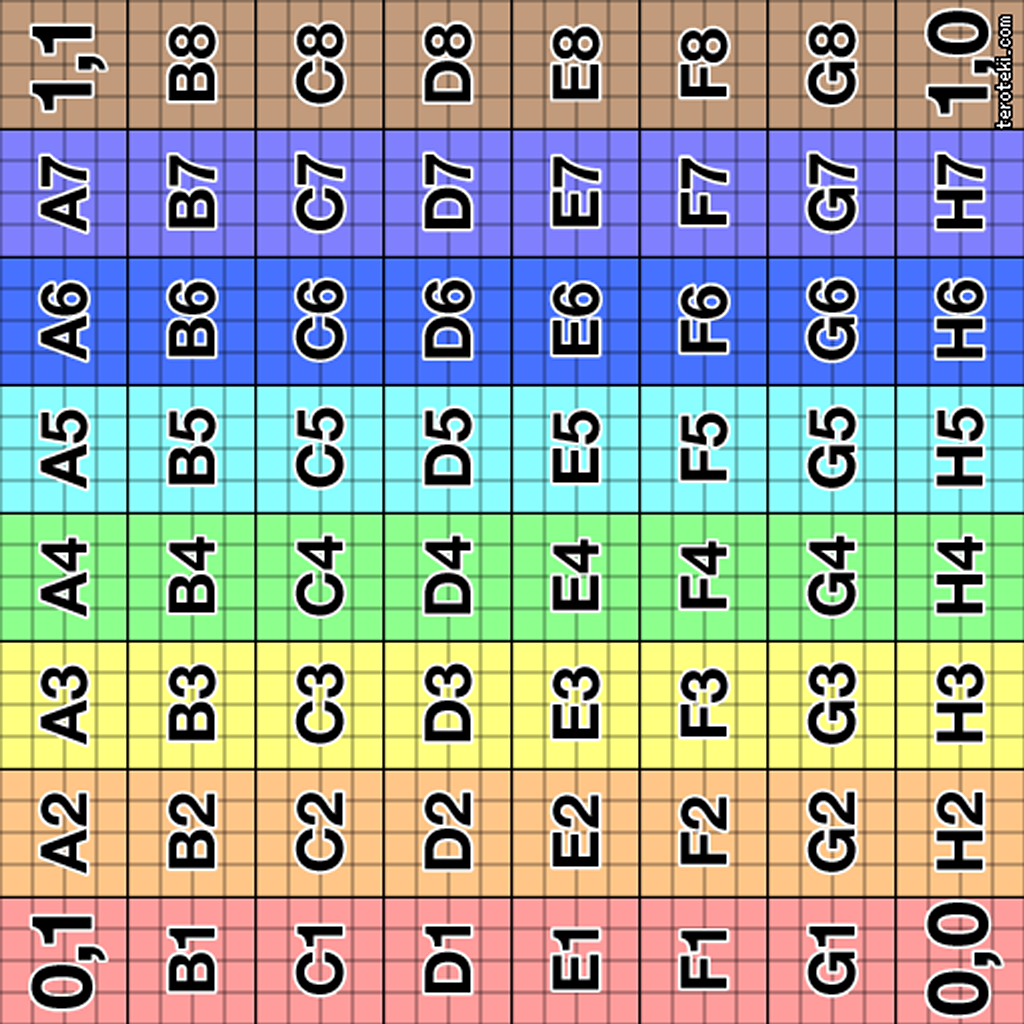 0,1 A2 A3 A4 A5 A6 A7 1,1
B1 B2 B3 B4 B5 B6 B7 B8
C1 C2 C3 C4 C5 C6 C7 C8
D1 D2 D3 D4 D5 D6 D7 D8
E1 E2 E3 E4 E5 E6 E7 E8
F1 F2 F3 F4 F5 F6 F7 F8
G1 G2 G3 G4 G5 G6 G7 G8
0,0 H2 H3 H4 H5 H6 H7 1,0
teroteki.com